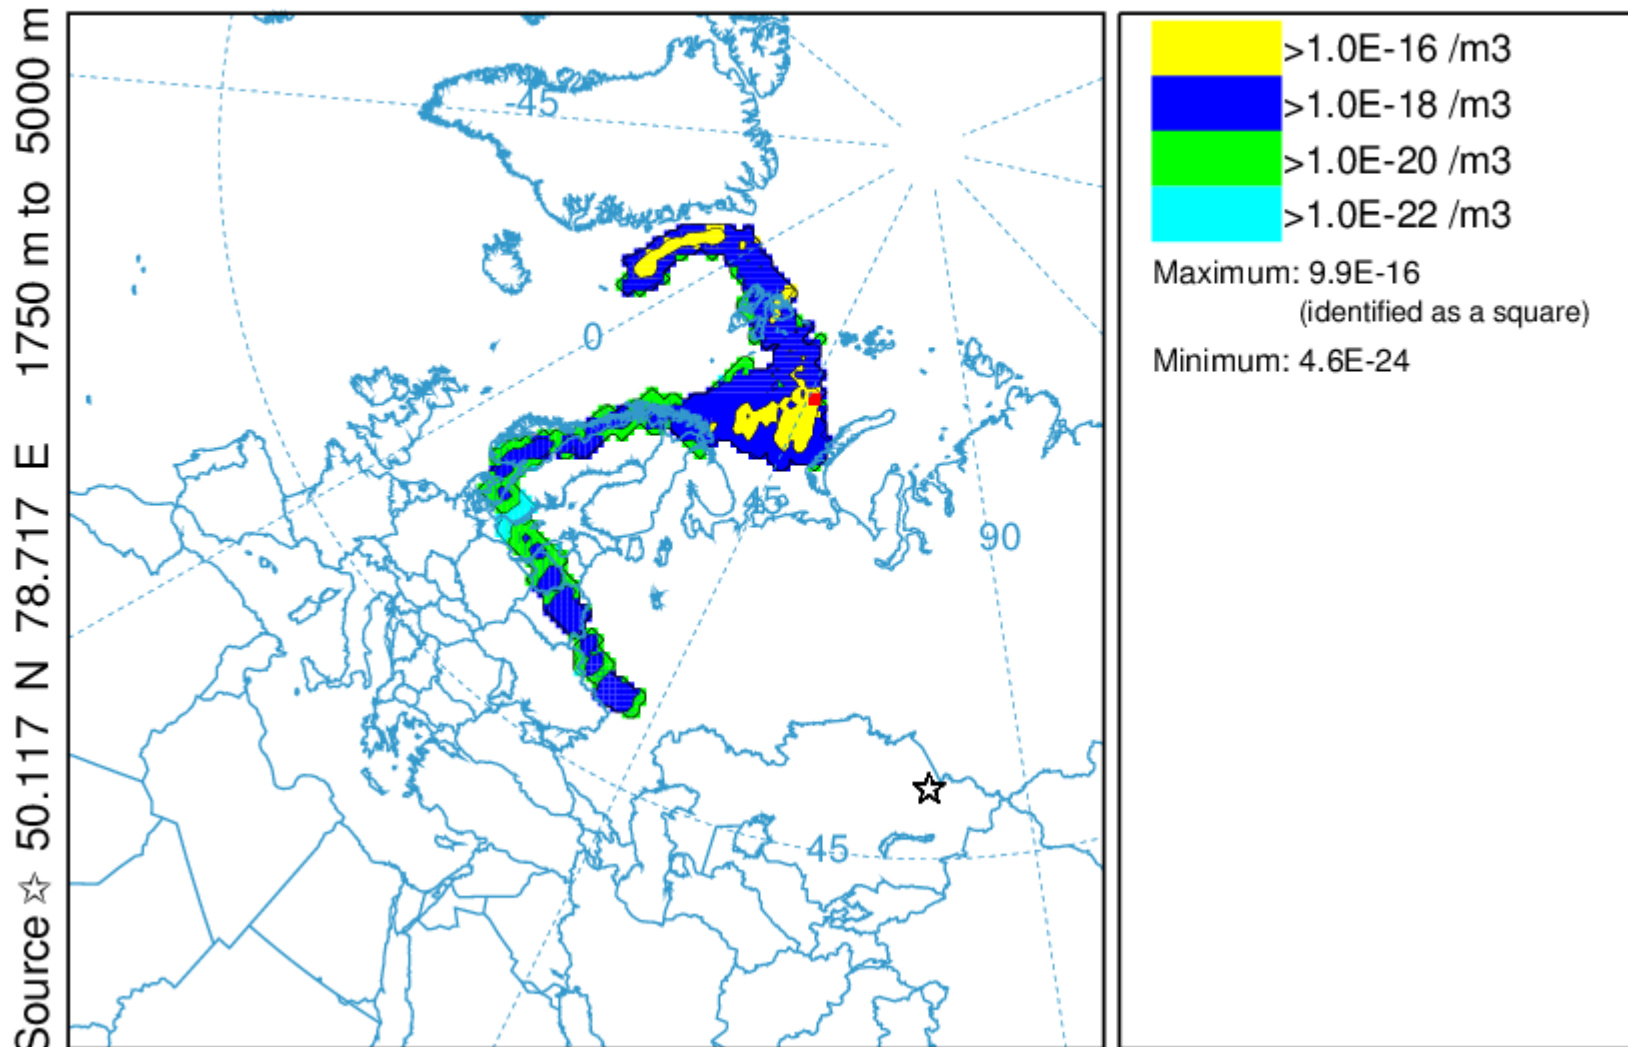 Source ☆ 50.117 N 78.717 E 1750 m to 5000 m
-45
0
45
90
45
>1.0E-16 /m3
>1.0E-18 /m3
>1.0E-20 /m3
>1.0E-22 /m3
Maximum: 9.9E-16
(identified as a square)
Minimum: 4.6E-24